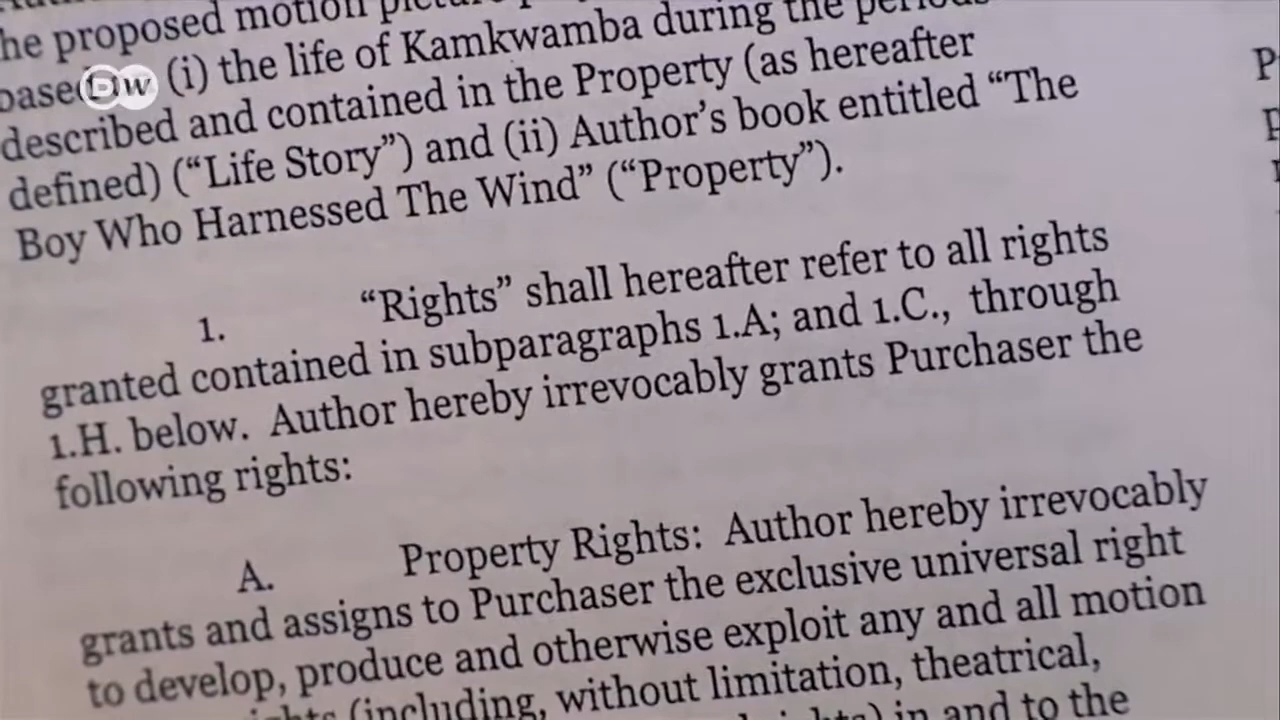 he proposed motion picture
DW
base (i) the life of Kamkwamba during the
described and contained in the Property (as hereafter
defined) (“Life Story”) and (ii) Author’s book entitled “The
Boy Who Harnessed The Wind” (“Property”).
1. “Rights” shall hereafter refer to all rights
granted contained in subparagraphs 1.A; and 1.C., through
1.H. below. Author hereby irrevocably grants Purchaser the
following rights:
A. Property Rights: Author hereby irrevocably
grants and assigns to Purchaser the exclusive universal right
to develop, produce and otherwise exploit any and all motion
(including, without limitation, theatrical,
in and to the